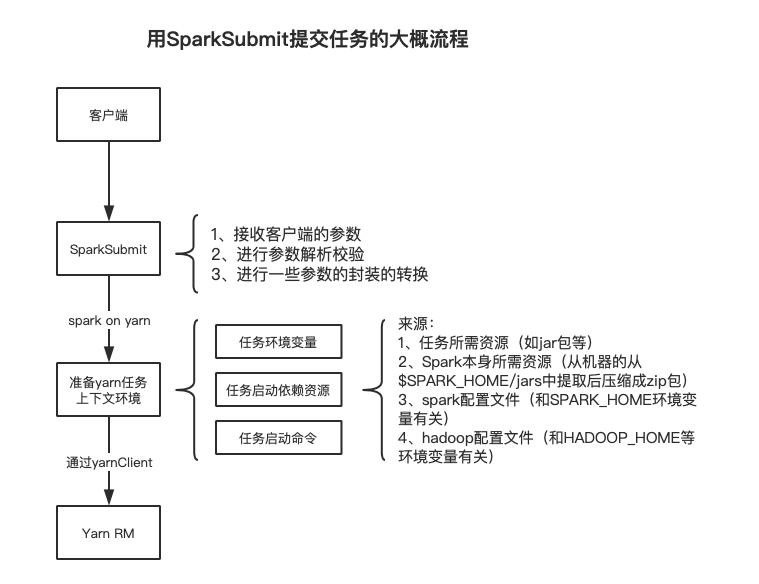 用SparkSubmit提交任务的大概流程
客户端
SparkSubmit
1、接收客户端的参数
2、进行参数解析校验
3、进行一些参数的封装的转换
spark on yarn
准备yarn任务
上下文环境
任务环境变量
任务启动依赖资源
任务启动命令
来源：
1、任务所需资源（如jar包等）
2、Spark本身所需资源（从机器的从
$SPARK_HOME/jars中提取后压缩成zip包）
3、spark配置文件（和SPARK_HOME环境变
量有关）
4、hadoop配置文件（和HADOOP_HOME等
环境变量有关）
通过yarnClient
Yarn RM